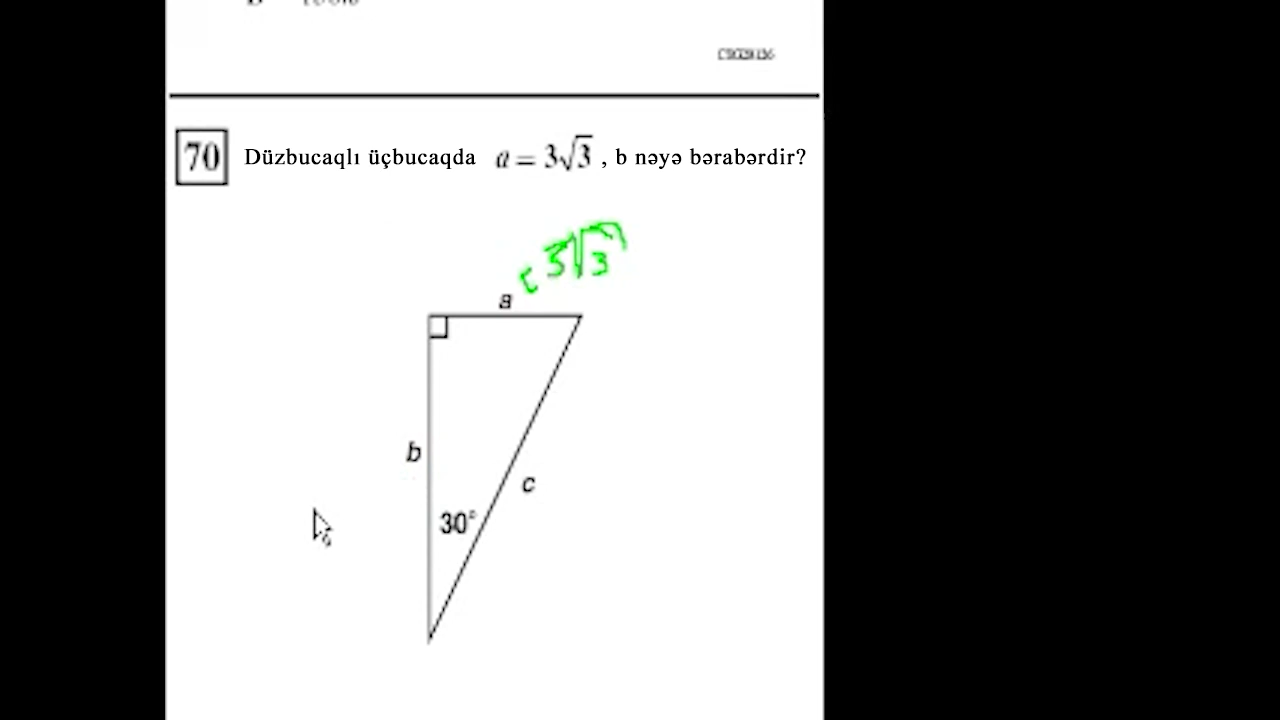 70 Düzbucaqlı üçbucaqda a = 3√3 , b nəyə bərabərdir?
3√3
a
b
c
30°